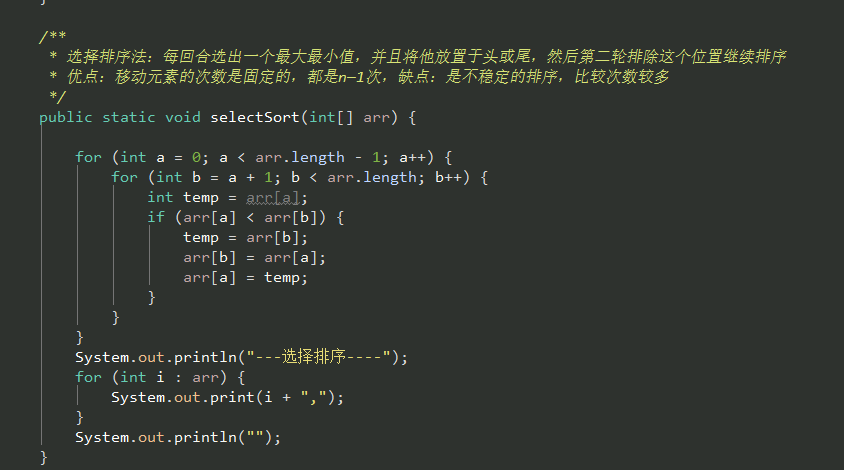 }
/**
 * 选择排序法：每回合选出一个最大最小值，并且将他放置于头或尾，然后第二轮排除这个位置继续排序
 * 优点：移动元素的次数是固定的，都是n—1次，缺点：是不稳定的排序，比较次数较多
 */
public static void selectSort(int[] arr) {
    for (int a = 0; a < arr.length - 1; a++) {
        for (int b = a + 1; b < arr.length; b++) {
            int temp = arr[a];
            if (arr[a] < arr[b]) {
                temp = arr[b];
                arr[b] = arr[a];
                arr[a] = temp;
            }
        }
    }
    System.out.println("---选择排序----");
    for (int i : arr) {
        System.out.print(i + ",");
    }
    System.out.println("");
}